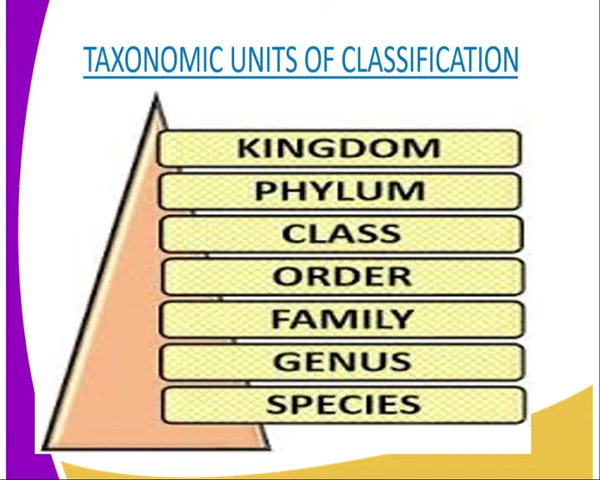 TAXONOMIC UNITS OF CLASSIFICATION
KINGDOM
PHYLUM
CLASS
ORDER
FAMILY
GENUS
SPECIES